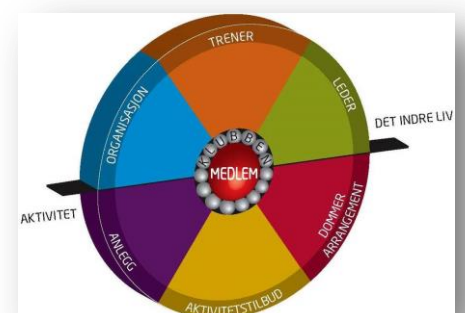 TRENER
LEDER
ORGANISASJON
DET INDRE LIV
KLUBBEN
MEDLEM
AKTIVITET
DOMMER
ARRANGEMENT
ANLEGG
AKTIVITETSTILBUD